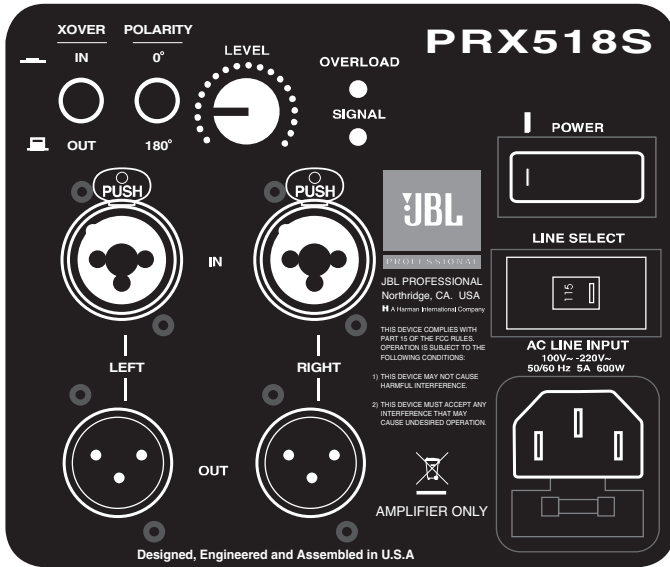 XOVER POLARITY
IN 0°
OUT 180°
LEVEL
OVERLOAD
SIGNAL
PRX518S
POWER
PUSH
PUSH
IN
LEFT
RIGHT
OUT
JBL
PROFESSIONAL
JBL PROFESSIONAL
Northridge, CA. USA
H A Harman International Company
THIS DEVICE COMPLIES WITH
PART 15 OF THE FCC RULES.
OPERATION IS SUBJECT TO THE
FOLLOWING CONDITIONS:
1) THIS DEVICE MAY NOT CAUSE
HARMFUL INTERFERENCE.
2) THIS DEVICE MUST ACCEPT ANY
INTERFERENCE THAT MAY
CAUSE UNDESIRED OPERATION.
AMPLIFIER ONLY
LINE SELECT
115
AC LINE INPUT
100V~ -220V~
50/60 Hz 5A 600W
Designed, Engineered and Assembled in U.S.A